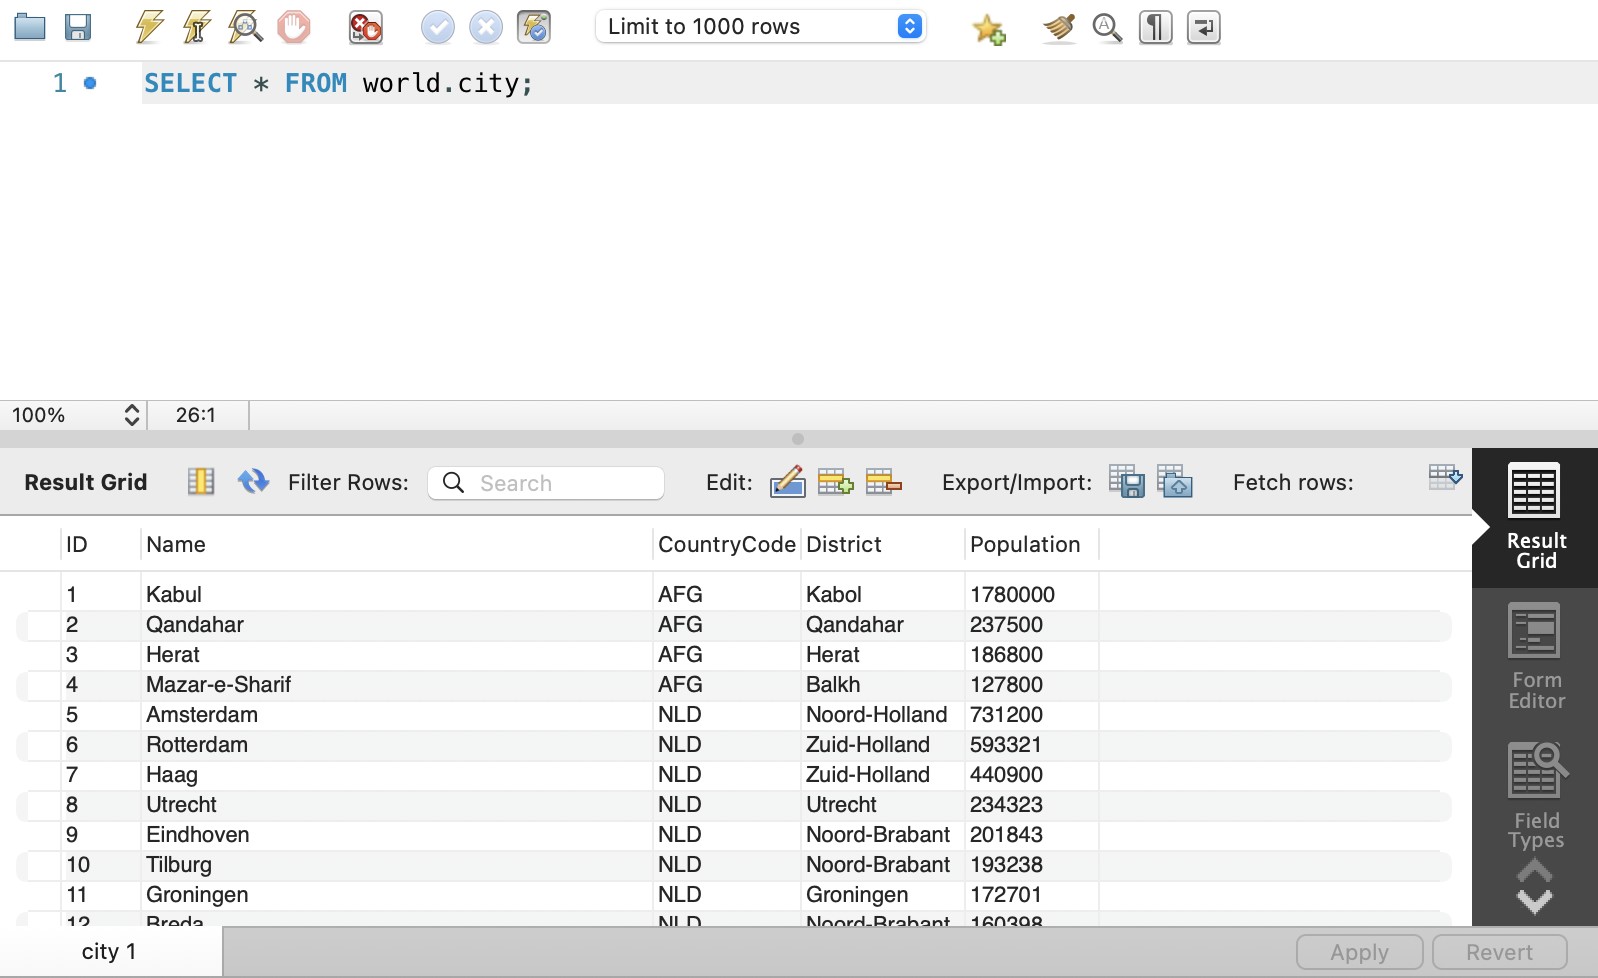 Limit to 1000 rows
1 SELECT * FROM world.city;
100% 26:1
Result Grid Filter Rows: Search Edit: Export/Import: Fetch rows:
ID Name CountryCode District Population
1 Kabul AFG Kabol 1780000
2 Qandahar AFG Qandahar 237500
3 Herat AFG Herat 186800
4 Mazar-e-Sharif AFG Balkh 127800
5 Amsterdam NLD Noord-Holland 731200
6 Rotterdam NLD Zuid-Holland 593321
7 Haag NLD Zuid-Holland 440900
8 Utrecht NLD Utrecht 234323
9 Eindhoven NLD Noord-Brabant 201843
10 Tilburg NLD Noord-Brabant 193238
11 Groningen NLD Groningen 172701
12 Breda NLD Noord-Brabant 160398
Result
Grid
Form
Editor
Field
Types
city 1 Apply Revert